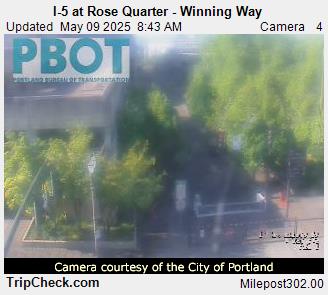 I-5 at Rose Quarter - Winning Way
Updated May 09 2025 8:43 AM Camera 4
PBOT
PORTLAND BUREAU OF TRANSPORTATION
Camera courtesy of the City of Portland
TripCheck.com Milepost302.00